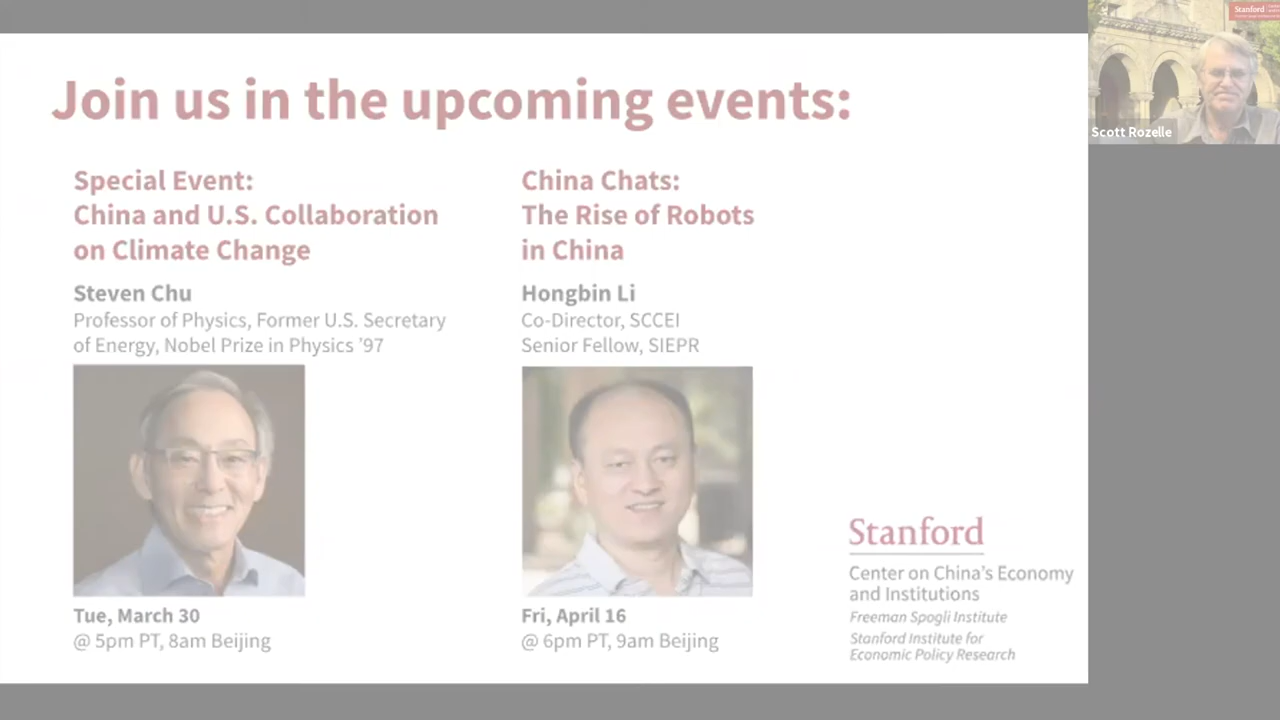 Join us in the upcoming events:
Special Event:
China and U.S. Collaboration
on Climate Change
Steven Chu
Professor of Physics, Former U.S. Secretary
of Energy, Nobel Prize in Physics ’97
Tue, March 30
@ 5pm PT, 8am Beijing
China Chats:
The Rise of Robots
in China
Hongbin Li
Co-Director, SCCEI
Senior Fellow, SIEPR
Fri, April 16
@ 6pm PT, 9am Beijing
Stanford
Center on China’s Economy
and Institutions
Freeman Spogli Institute
Stanford Institute for
Economic Policy Research
Stanford
Scott Rozelle